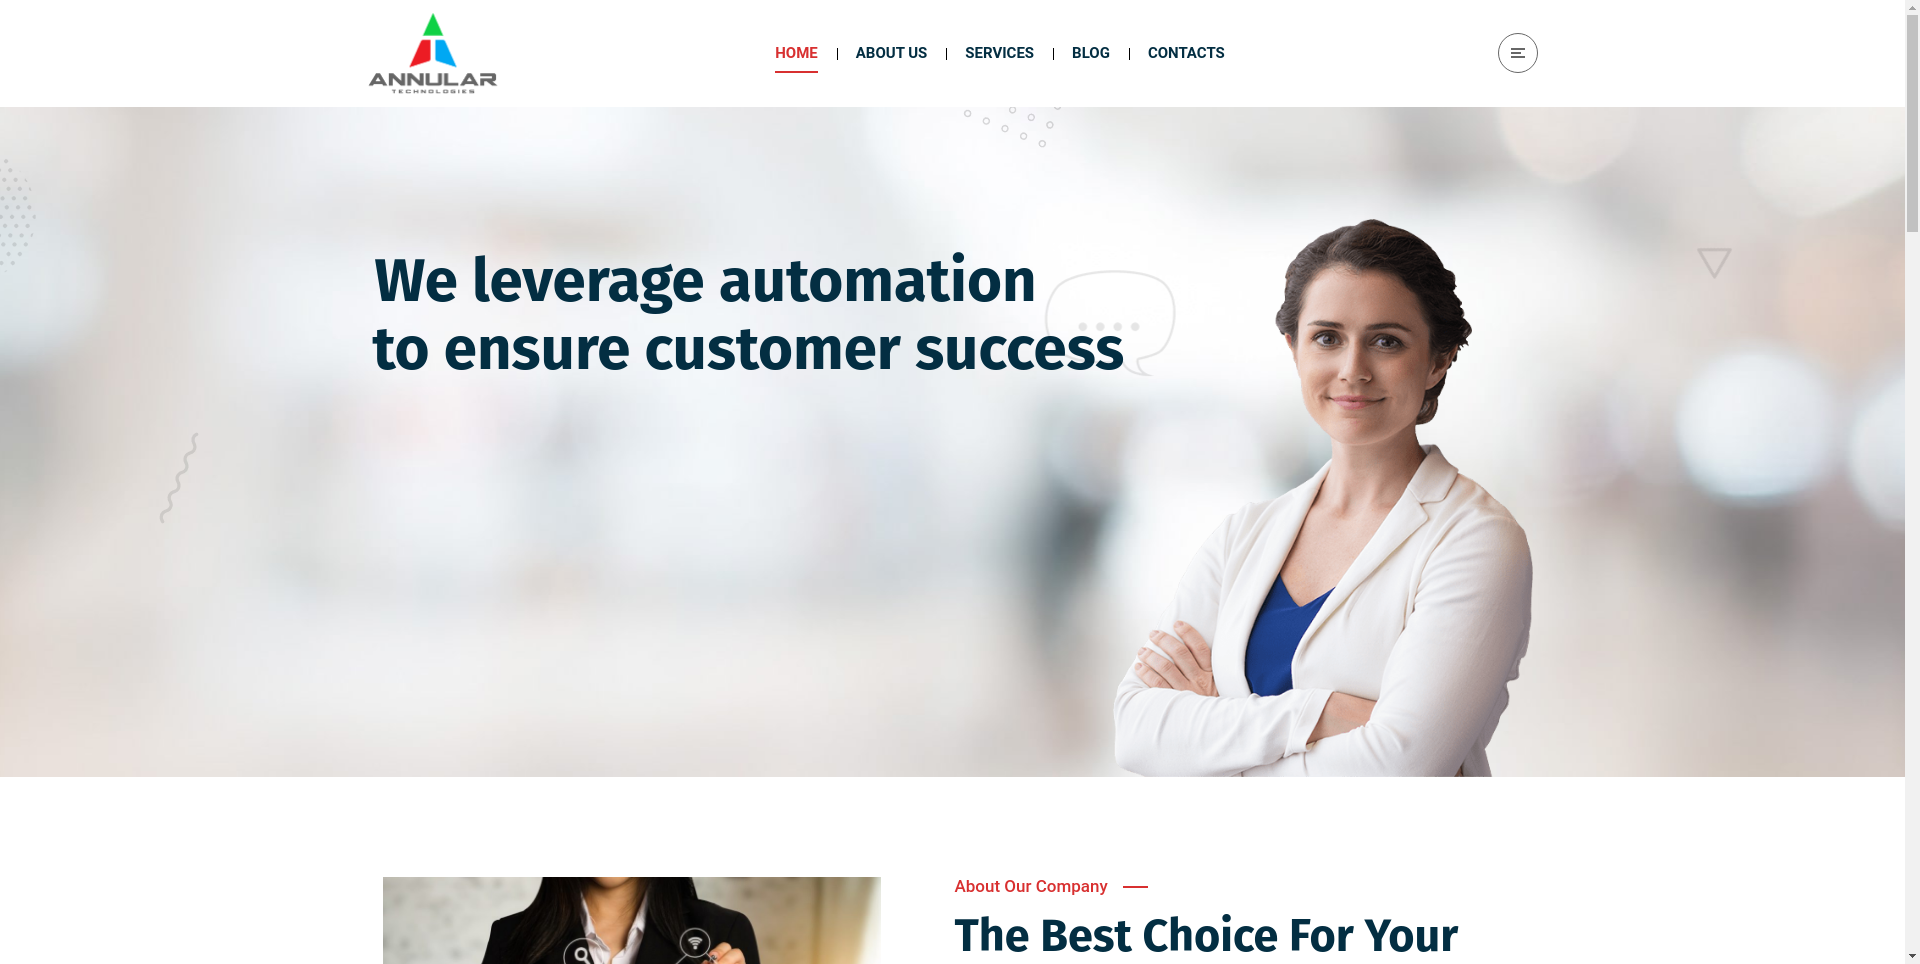 ANNULAR
TECHNOLOGIES
HOME
ABOUT US
SERVICES
BLOG
CONTACTS
We leverage automation
to ensure customer success
About Our Company
The Best Choice For Your